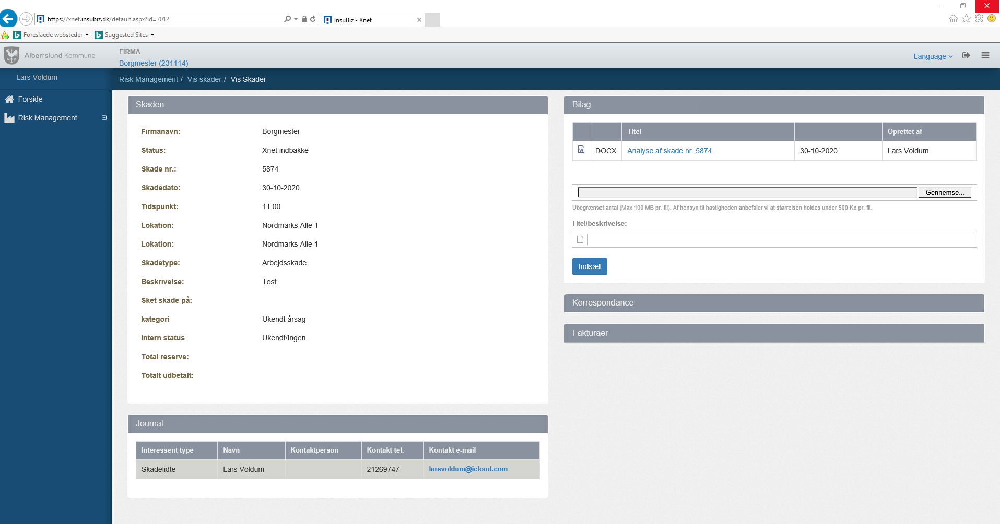 https://xnet.insubiz.dk/default.aspx?id=7012
InsuBiz - Xnet
Foreslåede websteder
Suggested Sites
Albertslund Kommune
FIRMA
Borgmester (231114)
Language
Lars Voldum
Risk Management / Vis skader / Vis Skader
Forside
Risk Management
Skaden
Firmanavn: Borgmester
Status: Xnet indbakke
Skade nr.: 5874
Skadedato: 30-10-2020
Tidspunkt: 11:00
Lokation: Nordmarks Alle 1
Lokation: Nordmarks Alle 1
Skadetype: Arbejdsskade
Beskrivelse: Test
Sket skade på:
kategori Ukendt årsag
intern status Ukendt/Ingen
Total reserve:
Totalt udbetalt:
Journal
Interessent type Navn Kontaktperson Kontakt tel. Kontakt e-mail
Skadelidte Lars Voldum 21269747 larsvoldum@icloud.com
Bilag
Titel Oprettet af
DOCX Analyse af skade nr. 5874 30-10-2020 Lars Voldum
Gennemse...
Ubegrænset antal (Max 100 MB pr. fil). Af hensyn til hastigheden anbefaler vi at størrelsen holdes under 500 Kb pr. fil.
Titel/beskrivelse:
Indsæt
Korrespondance
Fakturaer